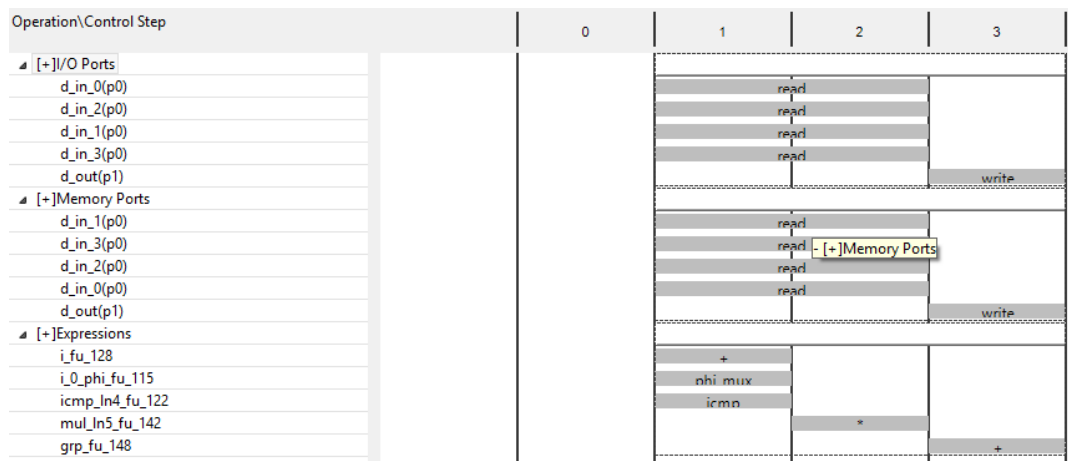 Operation\Control Step 0 1 2 3
[+]I/O Ports
d_in_0(p0) read
d_in_2(p0) read
d_in_1(p0) read
d_in_3(p0) read
d_out(p1) write
[+]Memory Ports
d_in_1(p0) read
d_in_3(p0) read - [+]Memory Ports
d_in_2(p0) read
d_in_0(p0) read
d_out(p1) write
[+]Expressions
i_fu_128 +
i_0_phi_fu_115 phi_mux
icmp_ln4_fu_122 icmp
mul_ln5_fu_142 *
grp_fu_148 +